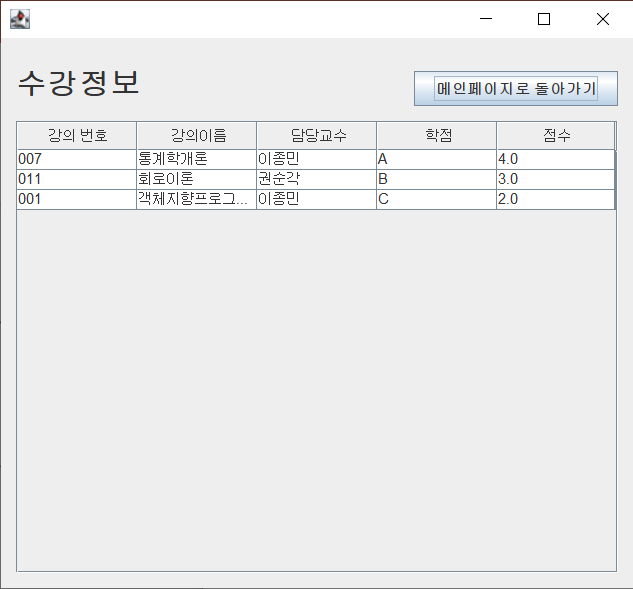 수강정보
메인페이지로 돌아가기
강의 번호 강의이름 담당교수 학점 점수
007 통계학개론 이종민 A 4.0
011 회로이론 권순각 B 3.0
001 객체지향프로그... 이종민 C 2.0